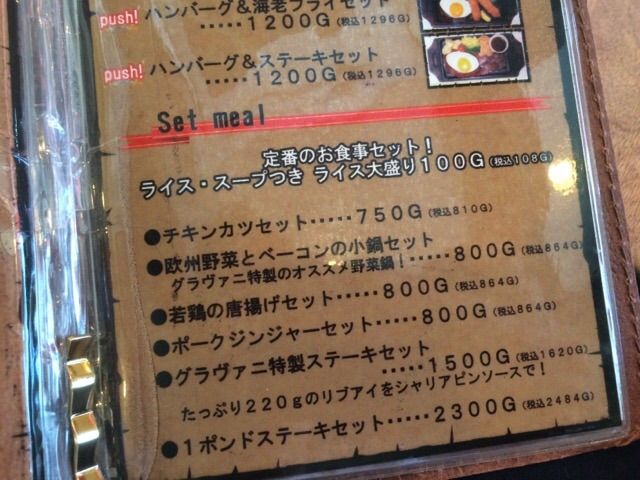 push! ハンバーグ&海老フライセット
・・・・・1200G(税込1296G)
push! ハンバーグ&ステーキセット
・・・・・1200G(税込1296G)
Set meal
定番のお食事セット!
ライス・スープつき ライス大盛り100G(税込108G)
●チキンカツセット・・・・・750G(税込810G)
●欧州野菜とベーコンの小鍋セット
グラヴァニ特製のオススメ野菜鍋!・・・・・800G(税込864G)
●若鶏の唐揚げセット・・・・・800G(税込864G)
●ポークジンジャーセット・・・・・800G(税込864G)
●グラヴァニ特製ステーキセット
・・・・・1500G(税込1620G)
たっぷり220gのリブアイをシャリアピンソースで!
●1ポンドステーキセット・・・・・2300G(税込2484G)